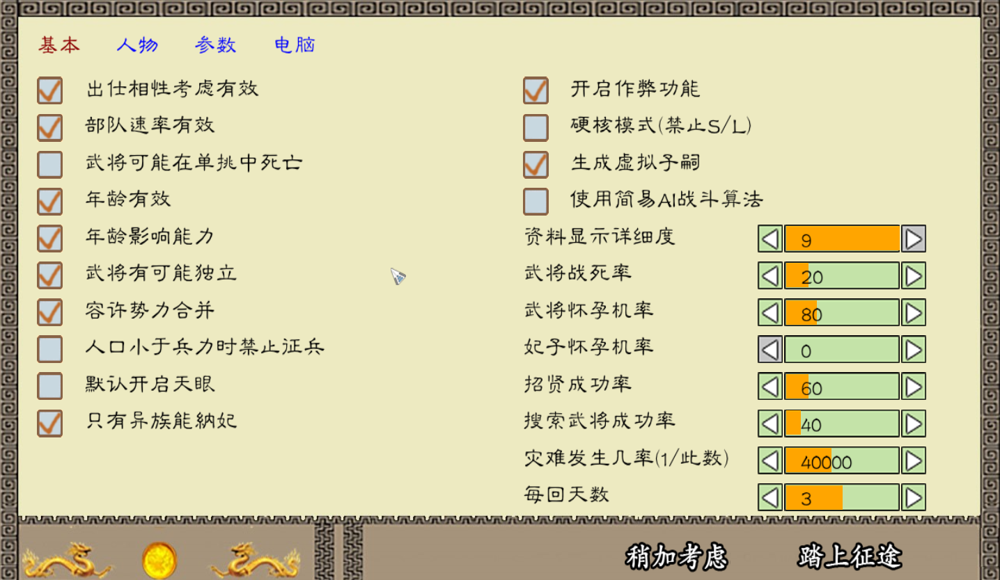 基本 人物 参数 电脑
出仕相性考虑有效
部队速率有效
武将可能在单挑中死亡
年龄有效
年龄影响能力
武将有可能独立
容许势力合并
人口小于兵力时禁止征兵
默认开启天眼
只有异族能納妃
开启作弊功能
硬核模式(禁止S/L)
生成虚拟子嗣
使用简易AI战斗算法
资料显示详细度 9
武将战死率 20
武将怀孕机率 80
妃子怀孕机率 0
招贤成功率 60
搜索武将成功率 40
灾难发生几率(1/此数) 40000
每回天数 3
稍加考虑 踏上征途